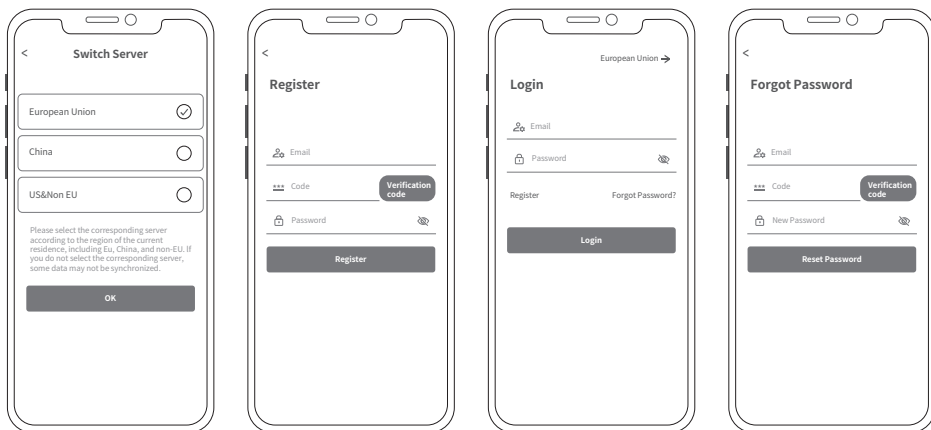 Switch Server
European Union
China
US&Non EU
Please select the corresponding server
according to the region of the current
residence, including Eu, China, and non-EU. If
you do not select the corresponding server,
some data may not be synchronized.
OK
Register
Email
Code
Verification
code
Password
Register
European Union
Login
Email
Password
Register
Forgot Password?
Login
Forgot Password
Email
Code
Verification
code
New Password
Reset Password